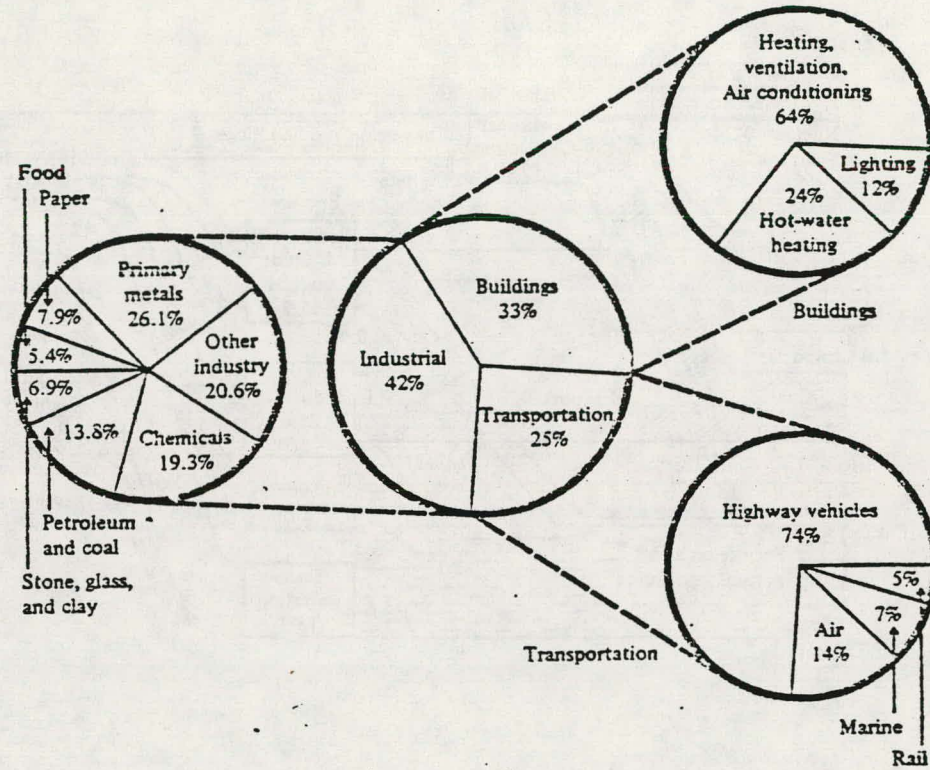 Heating,
ventilation,
Air conditioning
64%
Lighting
12%
24%
Hot-water
heating
Buildings
Food
Paper
Primary
metals
26.1%
7.9%
Other
industry
20.6%
5.4%
6.9%
13.8%
Chemicals
19.3%
Petroleum
and coal
Stone, glass,
and clay
Buildings
33%
Industrial
42%
Transportation
25%
Highway vehicles
74%
5%
7%
Air
14%
Transportation
Marine
Rail